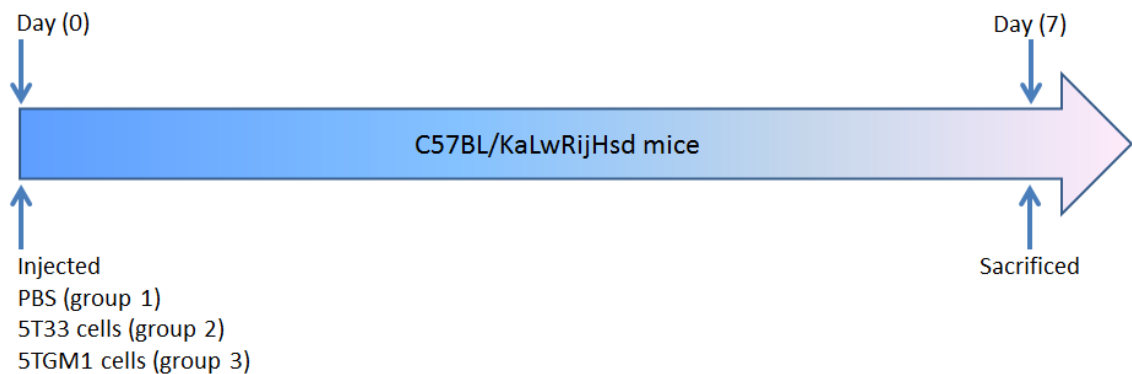 Day (0)
Day (7)
C57BL/KaLwRijHsd mice
Injected
PBS (group 1)
5T33 cells (group 2)
5TGM1 cells (group 3)
Sacrificed